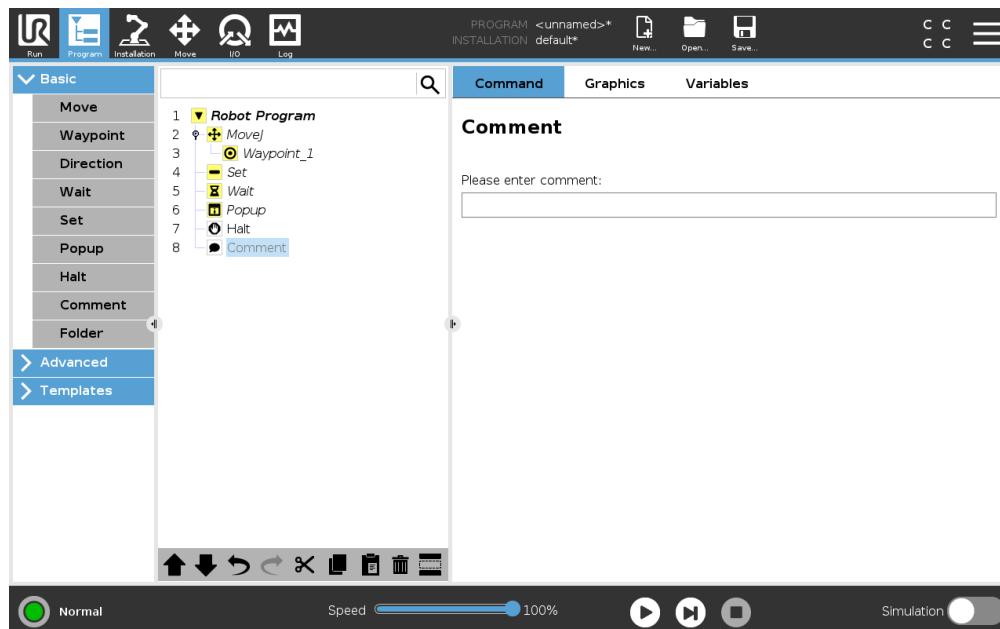 PROGRAM <unnamed>*
INSTALLATION default*
C C
C C
UR
Run
Program
Installation
Move
I/O
Log
New...
Open...
Save...
Basic
Move
Waypoint
Direction
Wait
Set
Popup
Halt
Comment
Folder
Advanced
Templates
1 Robot Program
2 MoveJ
3 Waypoint_1
4 Set
5 Wait
6 Popup
7 Halt
8 Comment
Command Graphics Variables
Comment
Please enter comment:
Normal
Speed 100%
Simulation